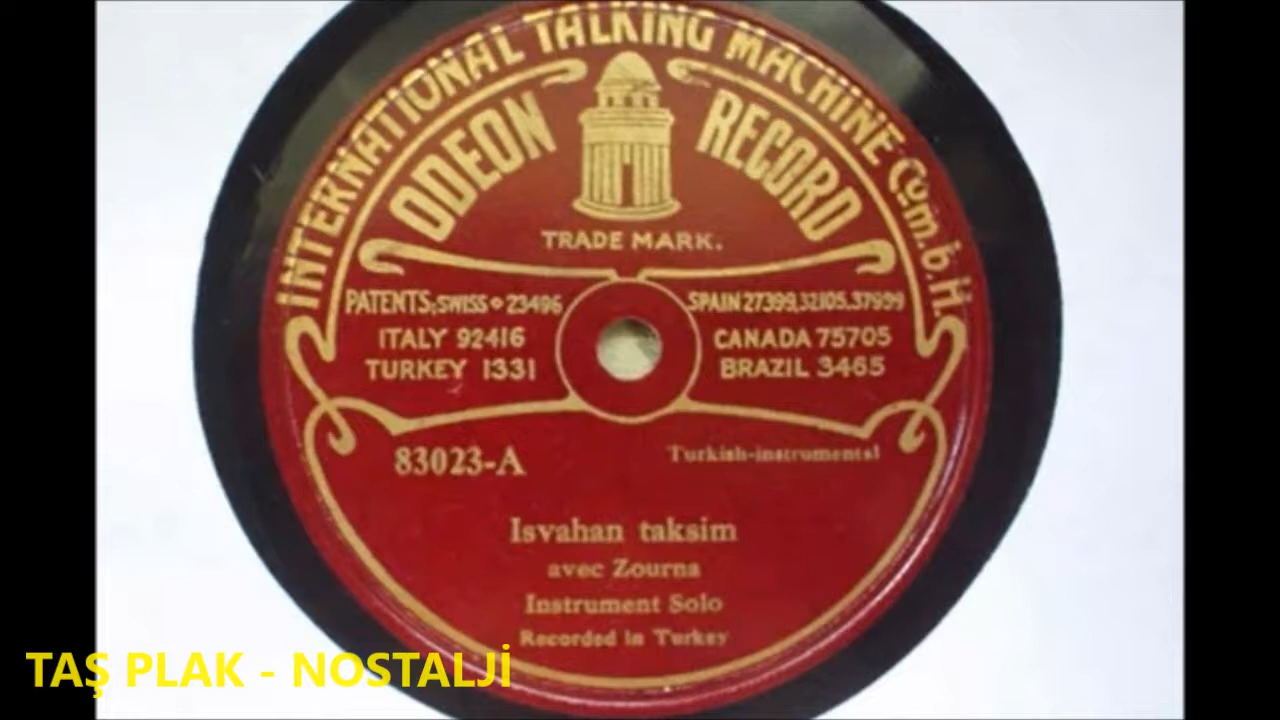 INTERNATIONAL TALKING MACHINE Com.b.H.
ODEON RECORD
TRADE MARK.
PATENTS; SWISS 23496
ITALY 92416
TURKEY 1331
SPAIN 27399,32105.37999
CANADA 75705
BRAZIL 3465
83023-A
Turkish-instrumental
Isvahan taksim
avec Zourna
Instrument Solo
Recorded in Turkey
TAŞ PLAK - NOSTALJİ